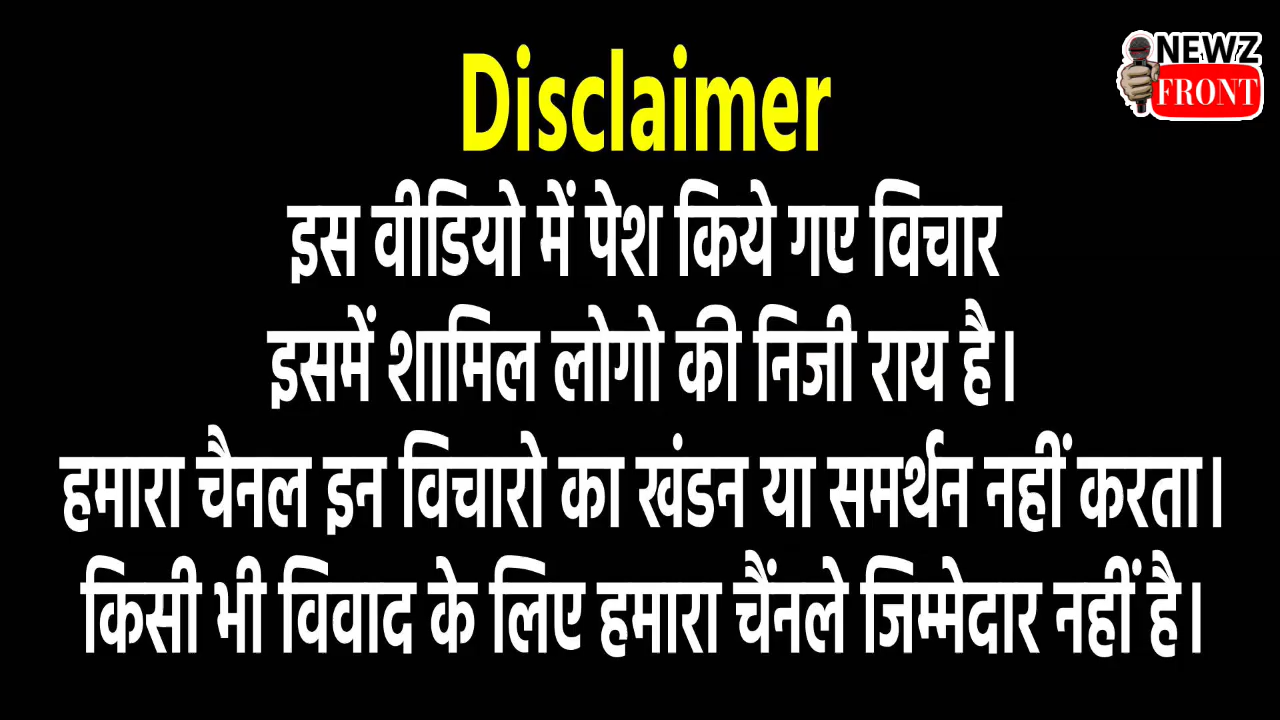 Disclaimer
NEWZ
FRONT
इस वीडियो में पेश किये गए विचार
इसमें शामिल लोगो की निजी राय है।
हमारा चैनल इन विचारो का खंडन या समर्थन नहीं करता।
किसी भी विवाद के लिए हमारा चैंनले जिम्मेदार नहीं है।